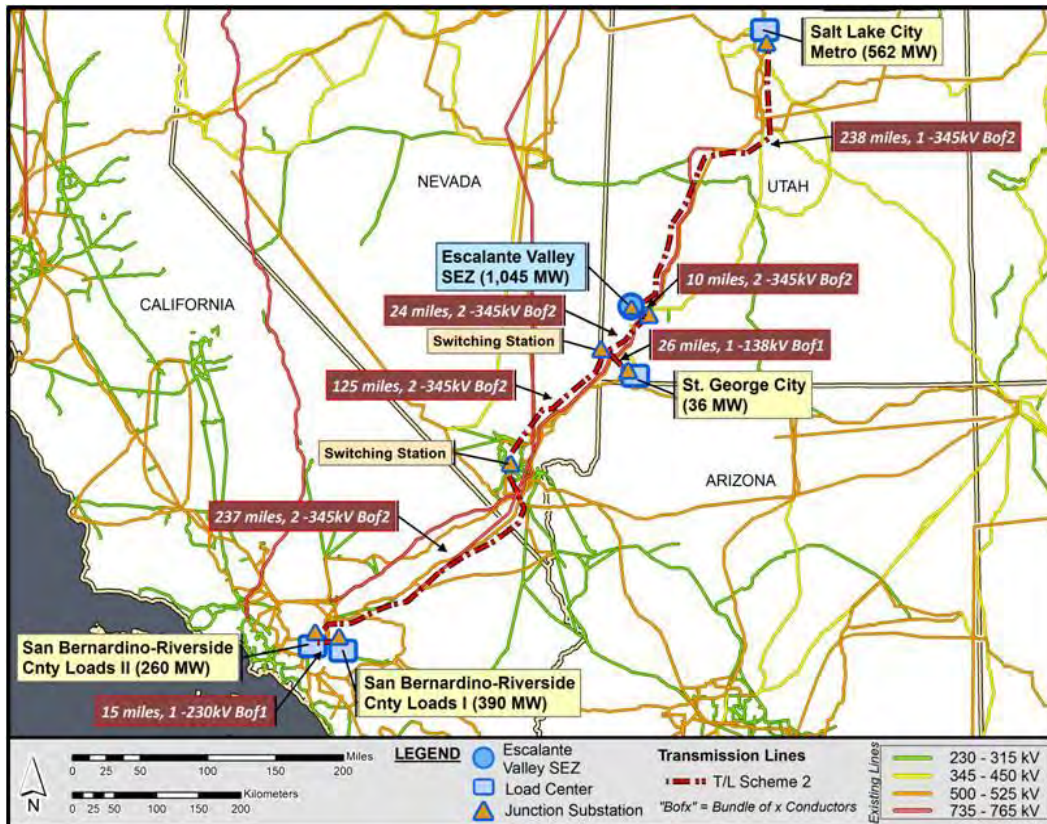 Salt Lake City
Metro (562 MW)
238 miles, 1 -345kV Bof2
NEVADA
UTAH
Escalante Valley
SEZ (1,045 MW)
10 miles, 2 -345kV Bof2
CALIFORNIA
24 miles, 2 -345kV Bof2
Switching Station
26 miles, 1 -138kV Bof1
125 miles, 2 -345kV Bof2
St. George City
(36 MW)
Switching Station
ARIZONA
237 miles, 2 -345kV Bof2
San Bernardino-Riverside
Cnty Loads II (260 MW)
San Bernardino-Riverside
Cnty Loads I (390 MW)
15 miles, 1 -230kV Bof1
N
Miles
0 25 50 100 150 200
Kilometers
0 25 50 100 150 200
LEGEND
Escalante
Valley SEZ
Load Center
Junction Substation
Transmission Lines
T/L Scheme 2
"Bofx" = Bundle of x Conductors
Existing Lines
230 - 315 kV
345 - 450 kV
500 - 525 kV
735 - 765 kV